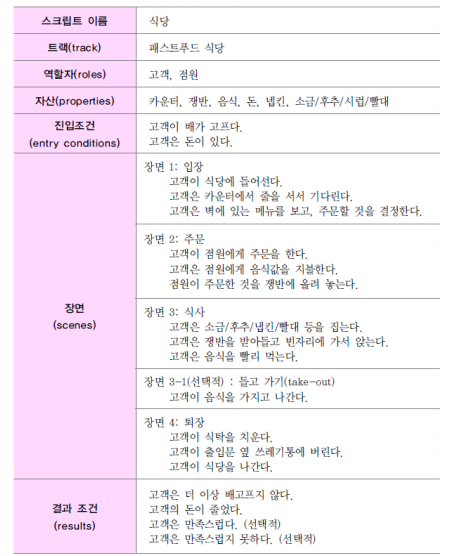 스크립트 이름
식당
트랙(track)
패스트푸드 식당
역할자(roles)
고객, 점원
자산(properties)
카운터, 쟁반, 음식, 돈, 냅킨, 소금/후추/시럽/빨대
진입조건
(entry conditions)
고객이 배가 고프다.
고객은 돈이 있다.
장면
(scenes)
장면 1: 입장
고객이 식당에 들어선다.
고객은 카운터에서 줄을 서서 기다린다.
고객은 벽에 있는 메뉴를 보고, 주문할 것을 결정한다.
장면 2: 주문
고객이 점원에게 주문을 한다.
고객은 점원에게 음식값을 지불한다.
점원이 주문한 것을 쟁반에 올려 놓는다.
장면 3: 식사
고객은 소금/후추/냅킨/빨대 등을 집는다.
고객은 쟁반을 받아들고 빈자리에 가서 앉는다.
고객은 음식을 빨리 먹는다.
장면 3-1(선택적) : 들고 가기(take-out)
고객이 음식을 가지고 나간다.
장면 4: 퇴장
고객이 식탁을 치운다.
고객이 출입문 옆 쓰레기통에 버린다.
고객이 식당을 나간다.
결과 조건
(results)
고객은 더 이상 배고프지 않다.
고객의 돈이 줄었다.
고객은 만족스럽다. (선택적)
고객은 만족스럽지 못하다. (선택적)